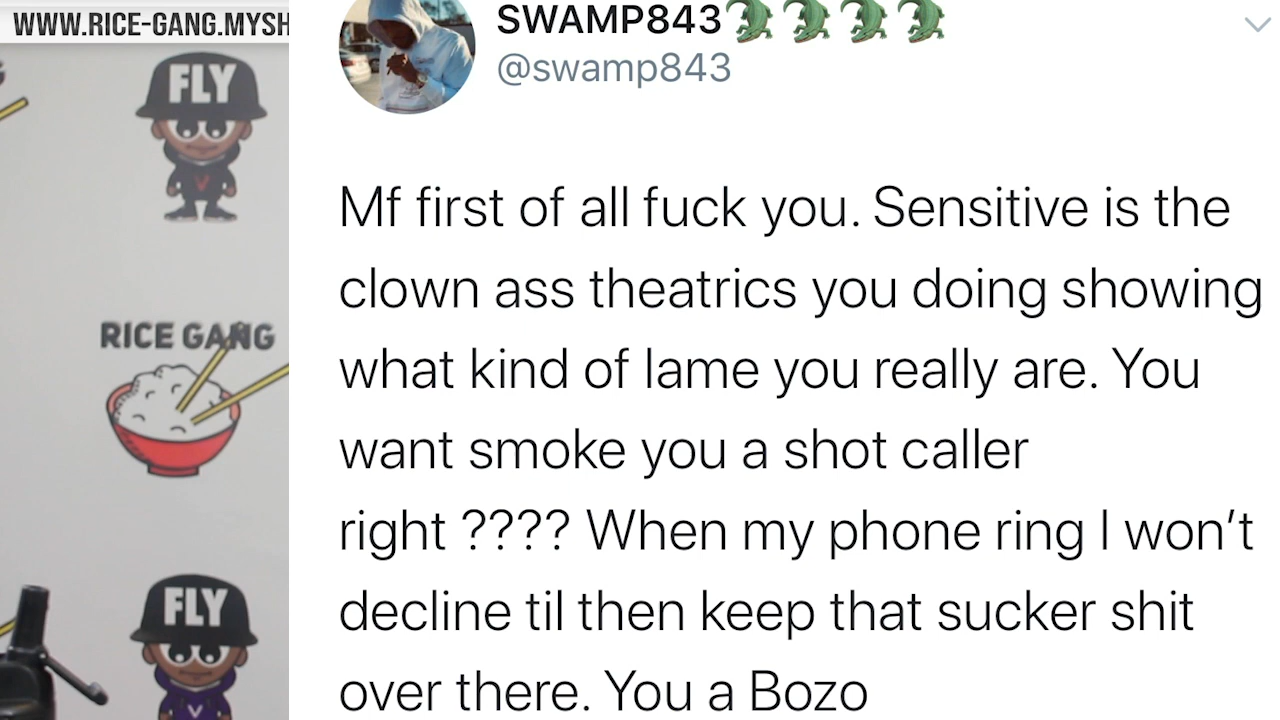 WWW.RICE-GANG.MYSH
FLY
RICE GANG
FLY
SWAMP843🐊🐊🐊🐊
@swamp843
Mf first of all fuck you. Sensitive is the
clown ass theatrics you doing showing
what kind of lame you really are. You
want smoke you a shot caller
right ???? When my phone ring I won’t
decline til then keep that sucker shit
over there. You a Bozo